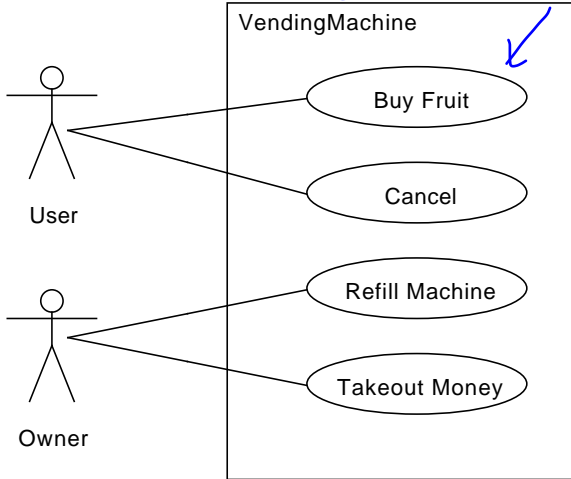 VendingMachine
Buy Fruit
Cancel
User
Refill Machine
Takeout Money
Owner